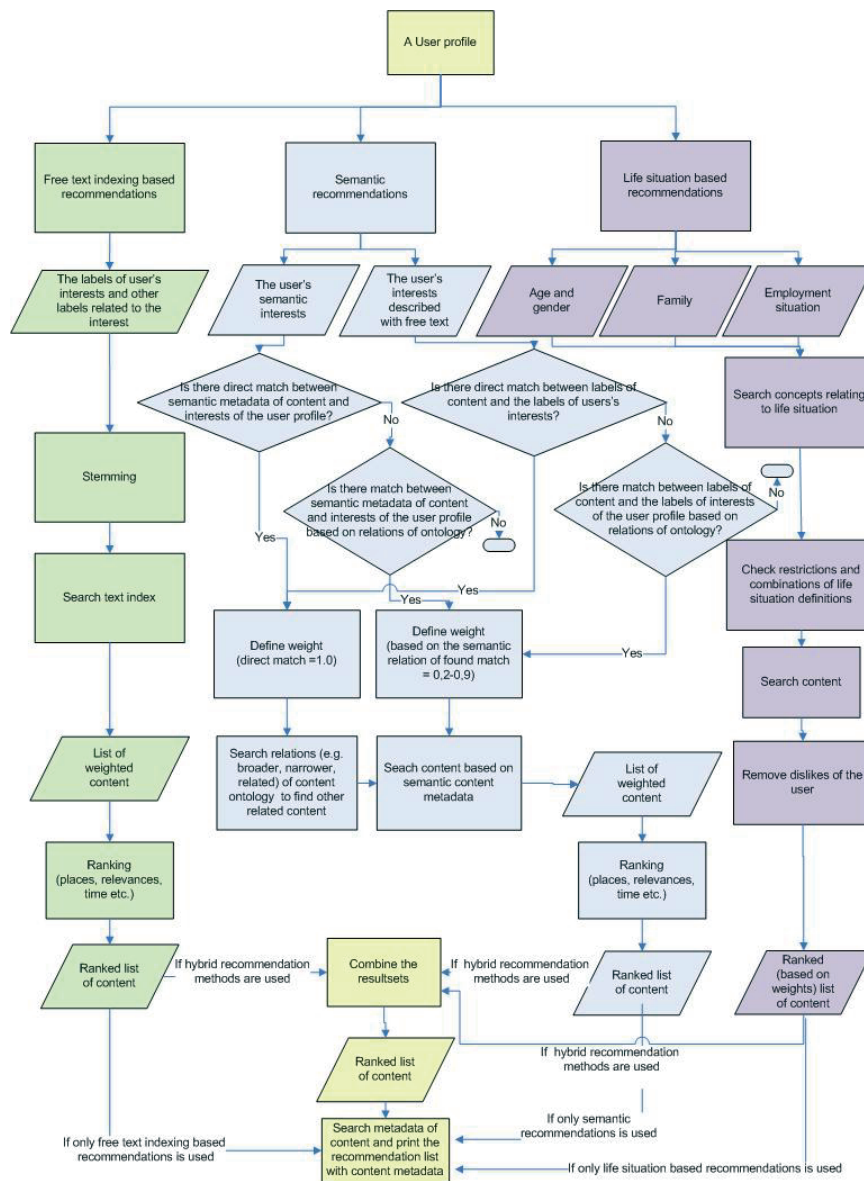 A User profile
Free text indexing based
recommendations
Semantic
recommendations
Life situation based
recommendations
The labels of user's
interests and other
labels related to the
interest
The user's
semantic
interests
The user's
interests
described
with free text
Age and
gender
Family
Employment
situation
Is there direct match between
semantic metadata of content and
interests of the user profile?
Is there direct match between labels of
content and the labels of users's
interests?
Search concepts relating
to life situation
No
No
Stemming
Is there match between
semantic metadata of content
and interests of the user profile
based on relations of ontology?
Is there match between labels of
content and the labels of interests
of the user profile based on
relations of ontology?
No
No
Yes
Search text index
Check restrictions and
combinations of life
situation definitions
Yes
Yes
Define weight
(direct match =1.0)
Define weight
(based on the semantic
relation of found match
= 0,2-0,9)
Yes
Search content
List of
weighted
content
Search relations (e.g.
broader, narrower,
related) of content
ontology to find other
related content
Seach content based on
semantic content
metadata
List of
weighted
content
Remove dislikes of the
user
Ranking
(places, relevances,
time etc.)
Ranking
(places, relevances,
time etc.)
Ranked list
of content
If hybrid recommendation
methods are used
Combine the
resultsets
If hybrid recommendation
methods are used
Ranked list
of content
Ranked
(based on
weights) list
of content
Ranked list
of content
If hybrid recommendation
methods are used
If only free text indexing based
recommendations is used
Search metadata of
content and print the
recommendation list
with content metadata
If only semantic
recommendations is used
If only life situation based recommendations is used